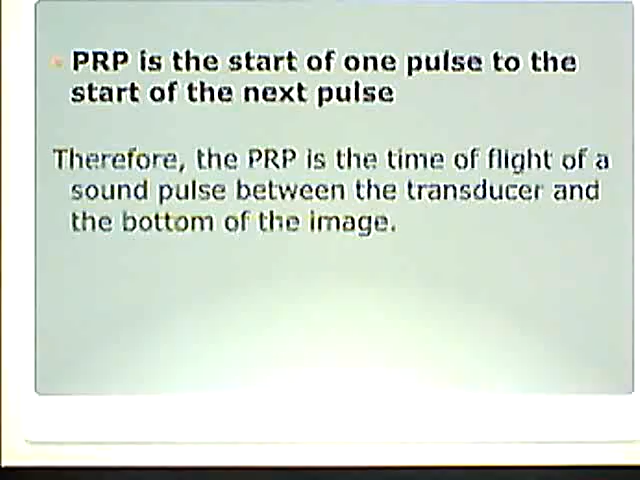 PRP is the start of one pulse to the
start of the next pulse
Therefore, the PRP is the time of flight of a
sound pulse between the transducer and
the bottom of the image.